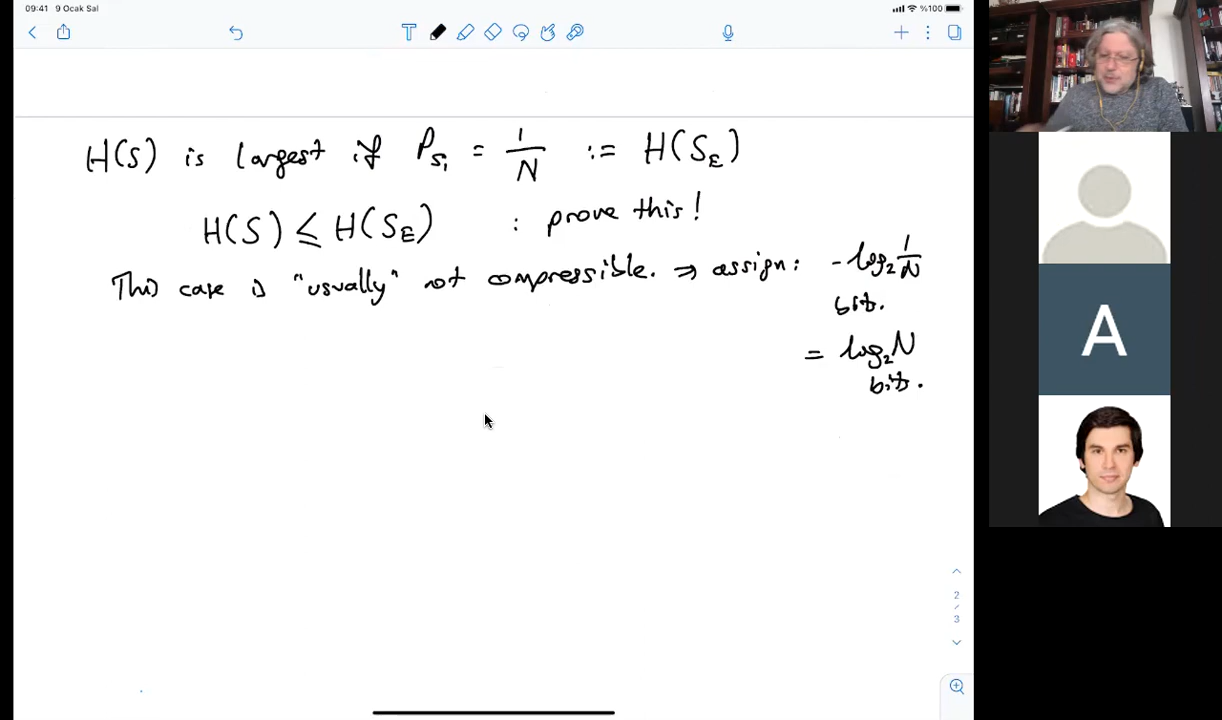 09:41 9 Ocak Sal %100
H(S) is largest if P_{S_i} = 1/N := H(S_E)
H(S) ≤ H(S_E) : prove this!
This case is "usually" not compressible. ⇒ assign: -log₂ 1/N
bit.
= log₂N
bits.
A
2
/
3